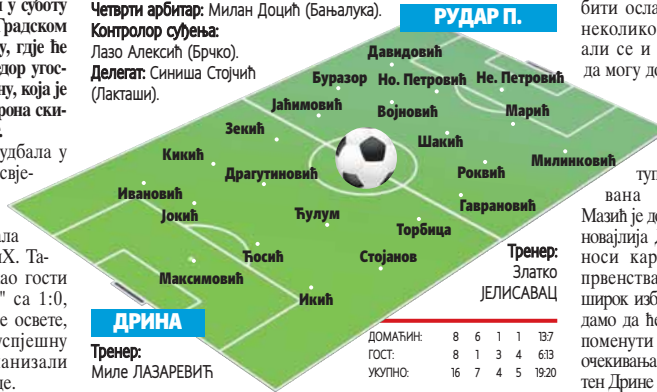 и у суботу
Градском
у, гдје ће
едор угос-
ну, која је
рона ски-
удбала у
свје-
ала
иХ. Та-
као гости
" са 1:0,
е освете,
успјешну
анизали
це.
Четврти арбитар: Милан Доцић (Бањалука).
Контролор суђења:
Лазо Алексић (Брчко).
Делегат: Синиша Стојчић
(Лакташи).
РУДАР П.
Давидовић
Буразор Но. Петровић Не. Петровић
Јаћимовић Војновић Марић
Зекић Шакић
Кикић Милинковић
Драгутиновић Роквић
Ивановић Гаврановић
Јокић Ћулум
Торбица
Ћосић Стојанов
Максимовић
Икић
Тренер:
Златко
ЈЕЛИСАВАЦ
ДРИНА
Тренер:
Миле ЛАЗАРЕВИЋ
ДОМАЋИН: 8 6 1 1 13:7
ГОСТ: 8 1 3 4 6:13
УКУПНО: 16 7 4 5 19:20
бити осла
неколико
али се и
да могу до
туп
вана
Мазић је до
новајлија
носи кар
првенства
широк изб
дамо да ће
поменути
очекивања
тен Дрине